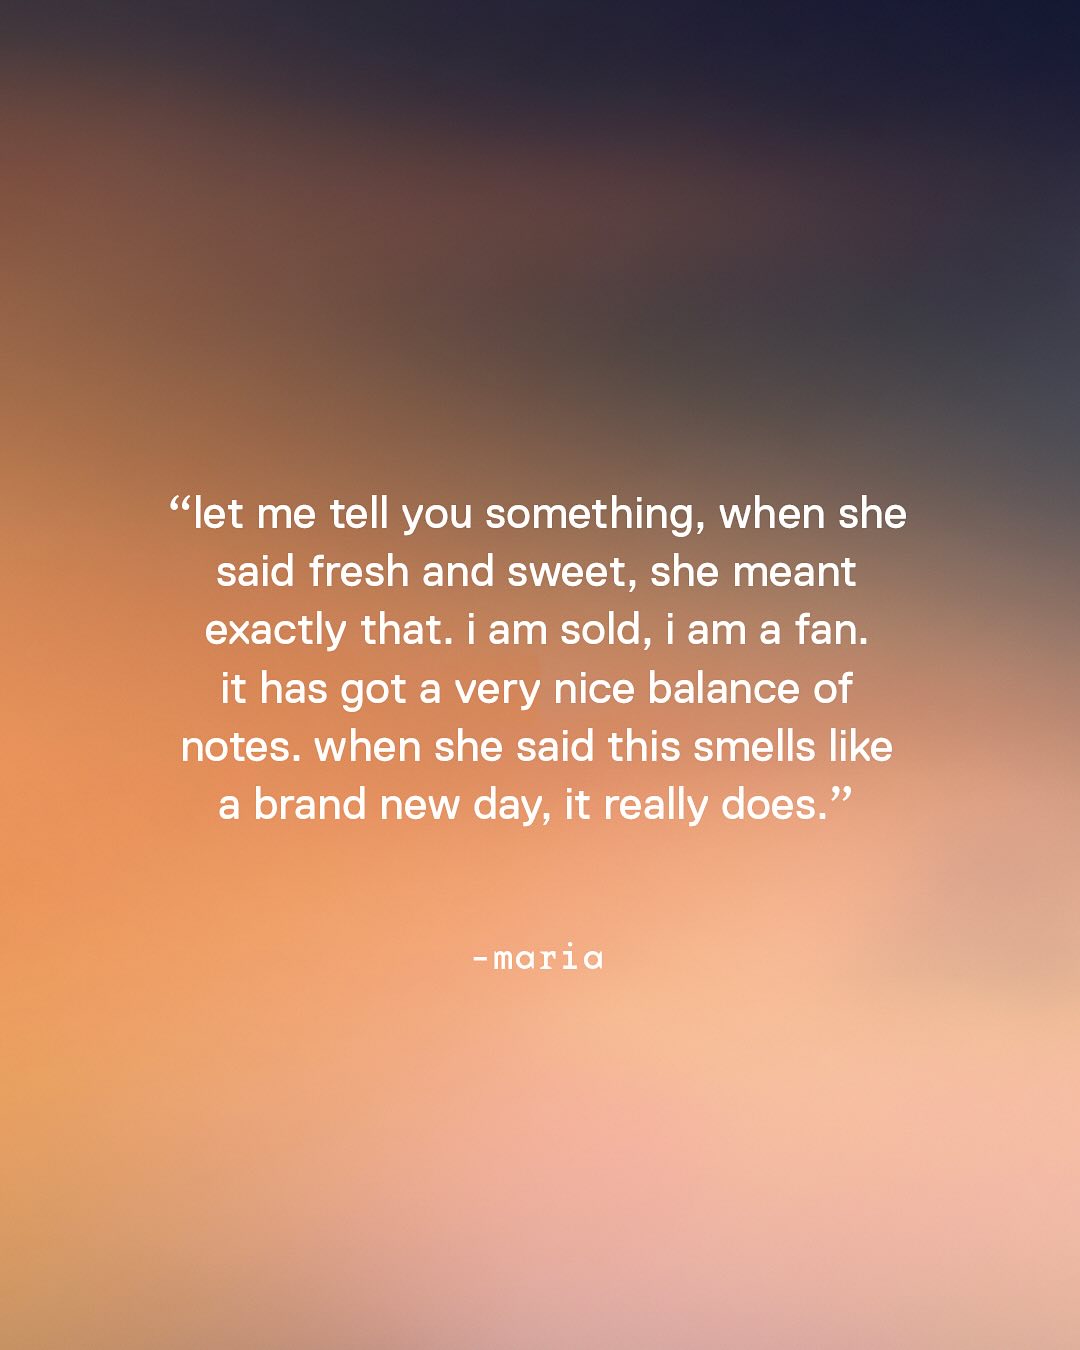 “let me tell you something, when she
said fresh and sweet, she meant
exactly that. i am sold, i am a fan.
it has got a very nice balance of
notes. when she said this smells like
a brand new day, it really does.”
-maria